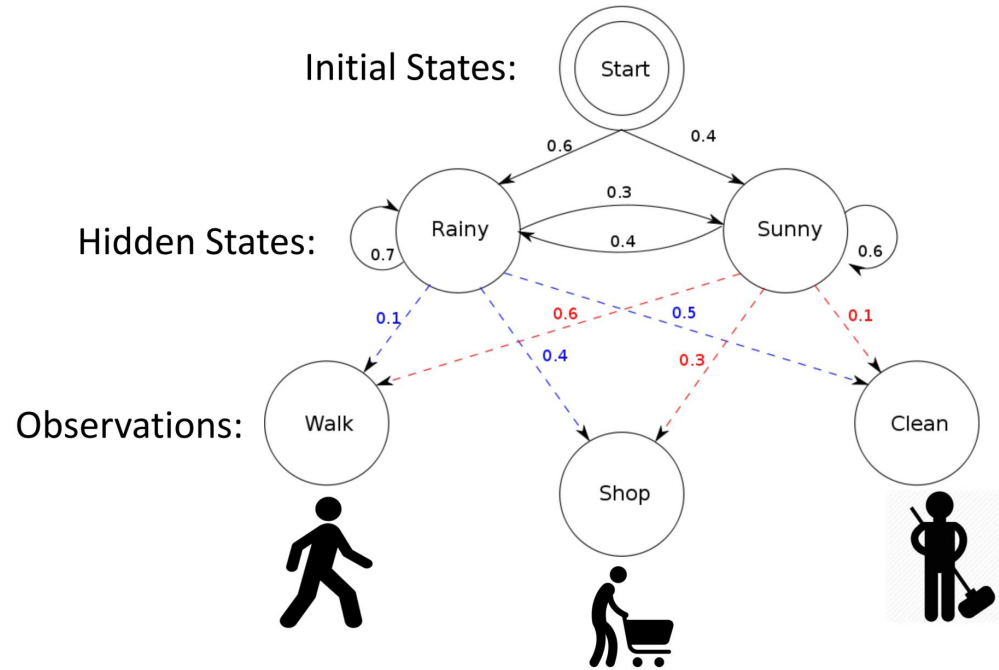 Initial States:
Start
0.6
0.4
0.3
Hidden States:
Rainy
Sunny
0.7
0.4
0.6
0.1
0.6
0.5
0.1
0.4
0.3
Observations:
Walk
Clean
Shop